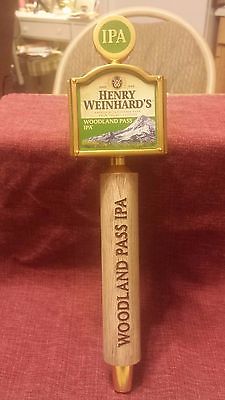 IPA
HENRY
WEINHARD'S
WOODLAND PASS
IPA
WOODLAND PASS IPA